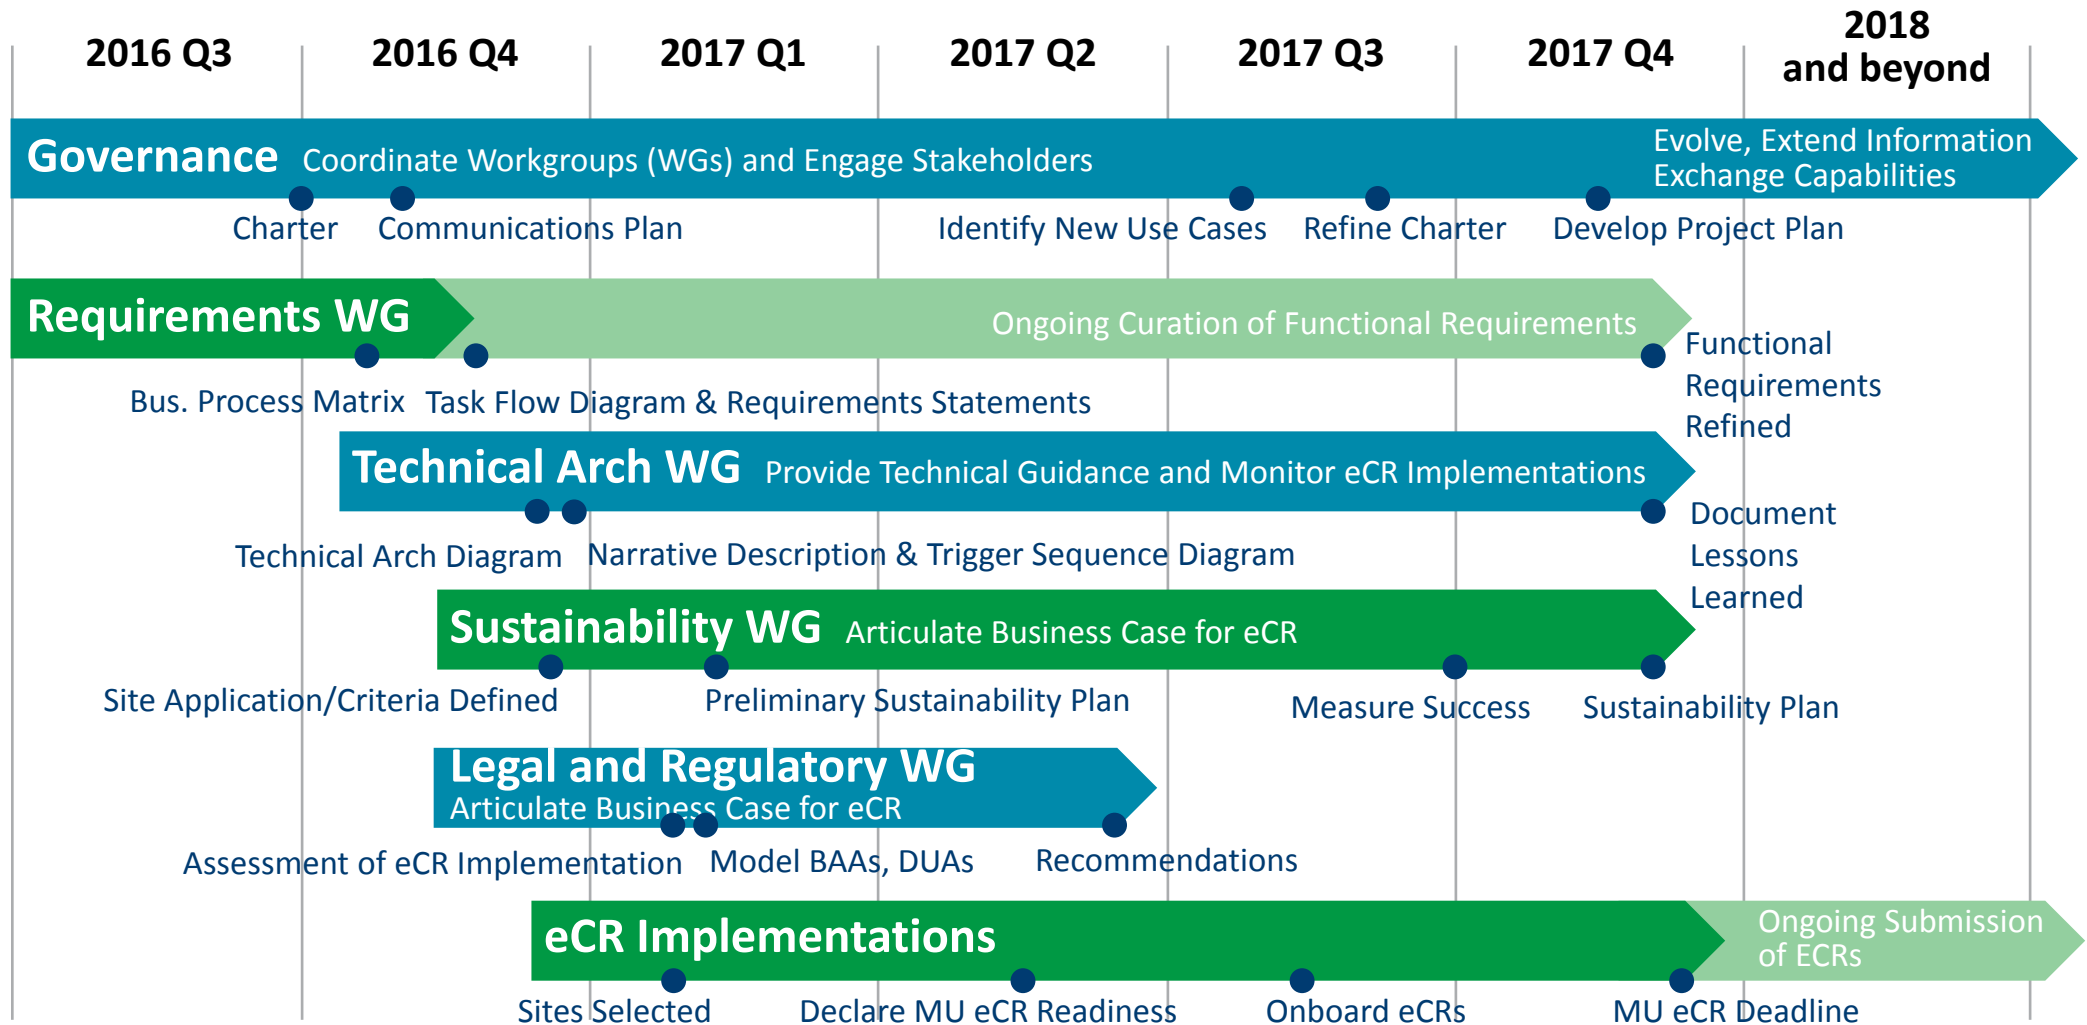 2016 Q3
2016 Q4
2017 Q1
2017 Q2
2017 Q3
2017 Q4
2018
and beyond
Governance
Coordinate Workgroups (WGs) and Engage Stakeholders
Evolve, Extend Information
Exchange Capabilities
Charter
Communications Plan
Identify New Use Cases
Refine Charter
Develop Project Plan
Requirements WG
Ongoing Curation of Functional Requirements
Bus. Process Matrix
Task Flow Diagram & Requirements Statements
Functional
Requirements
Refined
Technical Arch WG
Provide Technical Guidance and Monitor eCR Implementations
Technical Arch Diagram
Narrative Description & Trigger Sequence Diagram
Document
Lessons
Learned
Sustainability WG
Articulate Business Case for eCR
Site Application/Criteria Defined
Preliminary Sustainability Plan
Measure Success
Sustainability Plan
Legal and Regulatory WG
Articulate Business Case for eCR
Assessment of eCR Implementation
Model BAAs, DUAs
Recommendations
eCR Implementations
Ongoing Submission
of ECRs
Sites Selected
Declare MU eCR Readiness
Onboard eCRs
MU eCR Deadline